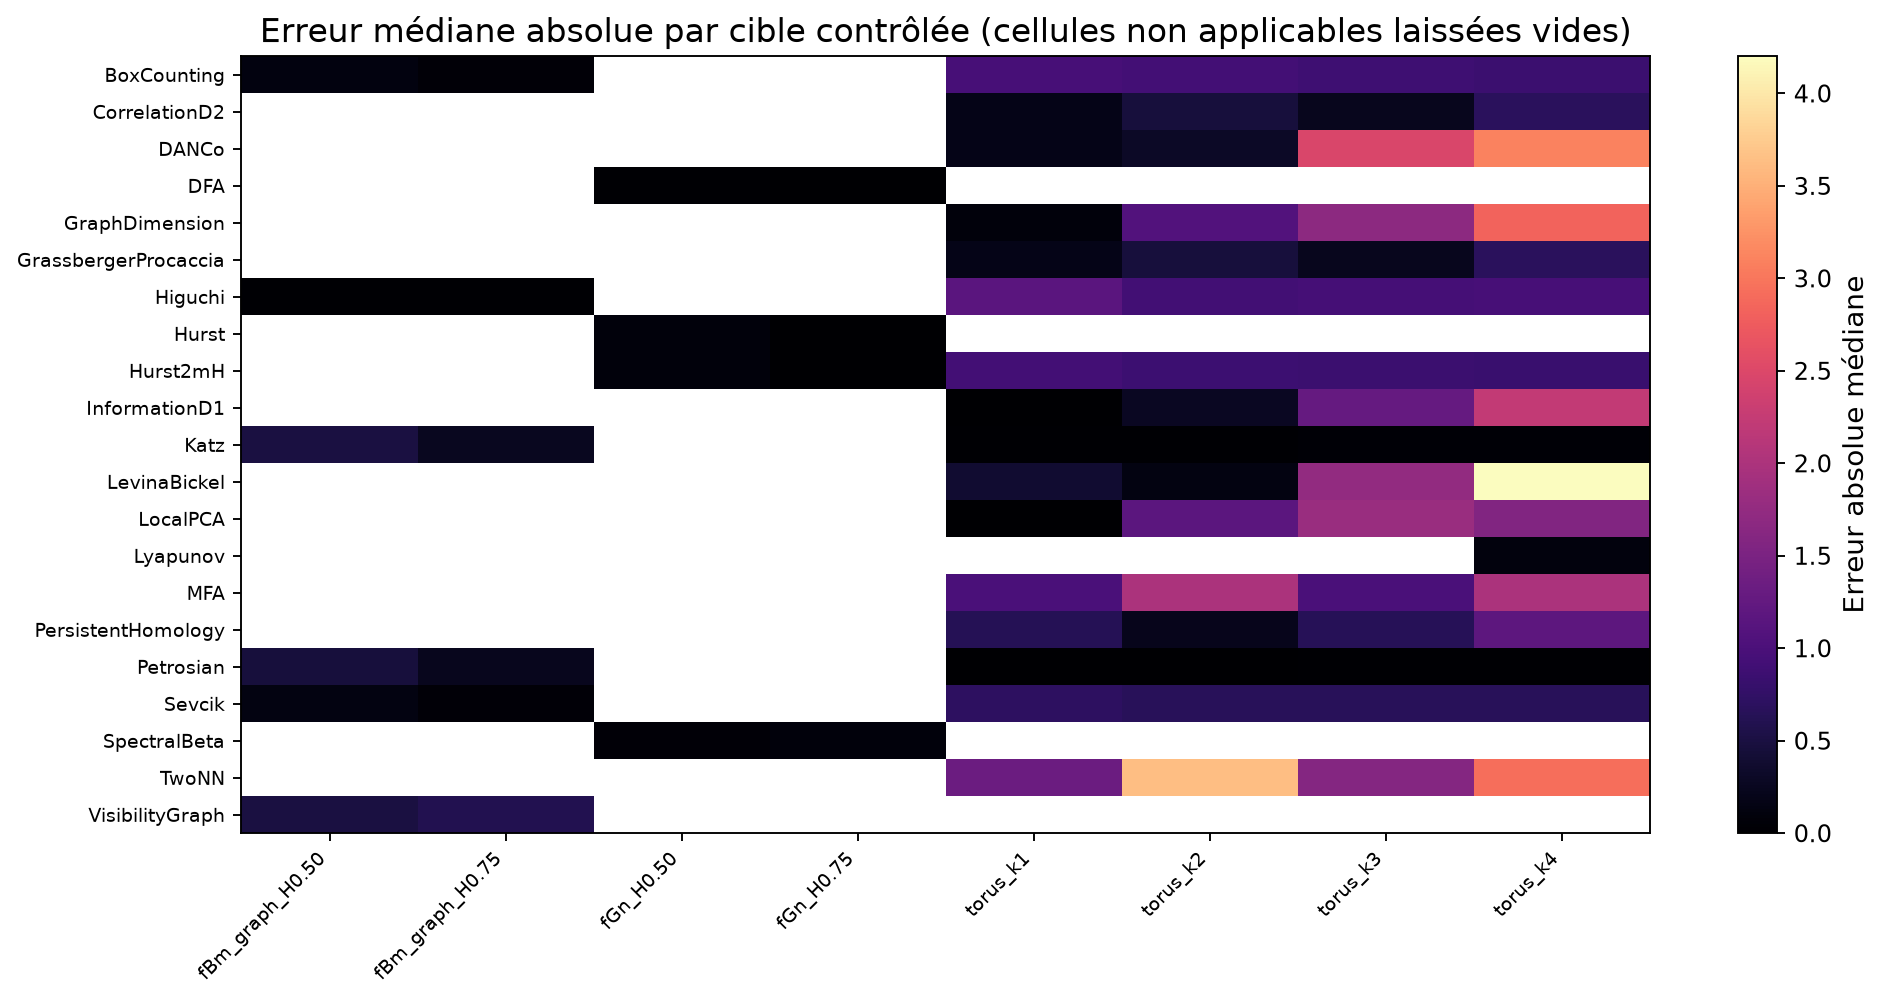 Erreur médiane absolue par cible contrôlée (cellules non applicables laissées vides)
BoxCounting
CorrelationD2
DANCo
DFA
GraphDimension
GrassbergerProcaccia
Higuchi
Hurst
Hurst2mH
InformationD1
Katz
LevinaBickel
LocalPCA
Lyapunov
MFA
PersistentHomology
Petrosian
Sevcik
SpectralBeta
TwoNN
VisibilityGraph
fBm_graph_H0.50
fBm_graph_H0.75
fGn_H0.50
fGn_H0.75
torus_k1
torus_k2
torus_k3
torus_k4
4.0
3.5
3.0
2.5
2.0
1.5
1.0
0.5
0.0
Erreur absolue médiane